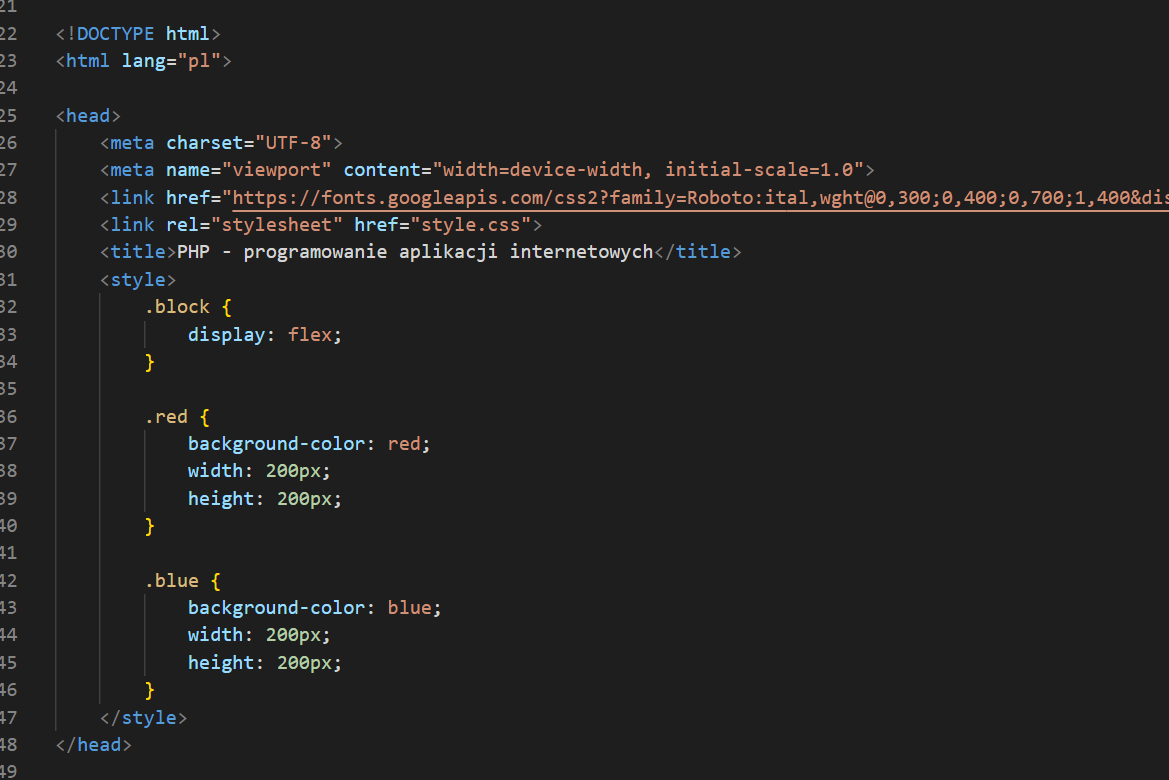 21
22 <!DOCTYPE html>
23 <html lang="pl">
24
25 <head>
26 <meta charset="UTF-8">
27 <meta name="viewport" content="width=device-width, initial-scale=1.0">
28 <link href="https://fonts.googleapis.com/css2?family=Roboto:ital,wght@0,300;0,400;0,700;1,400&dis
29 <link rel="stylesheet" href="style.css">
30 <title>PHP - programowanie aplikacji internetowych</title>
31 <style>
32 .block {
33 display: flex;
34 }
35
36 .red {
37 background-color: red;
38 width: 200px;
39 height: 200px;
40 }
41
42 .blue {
43 background-color: blue;
44 width: 200px;
45 height: 200px;
46 }
47 </style>
48 </head>
49